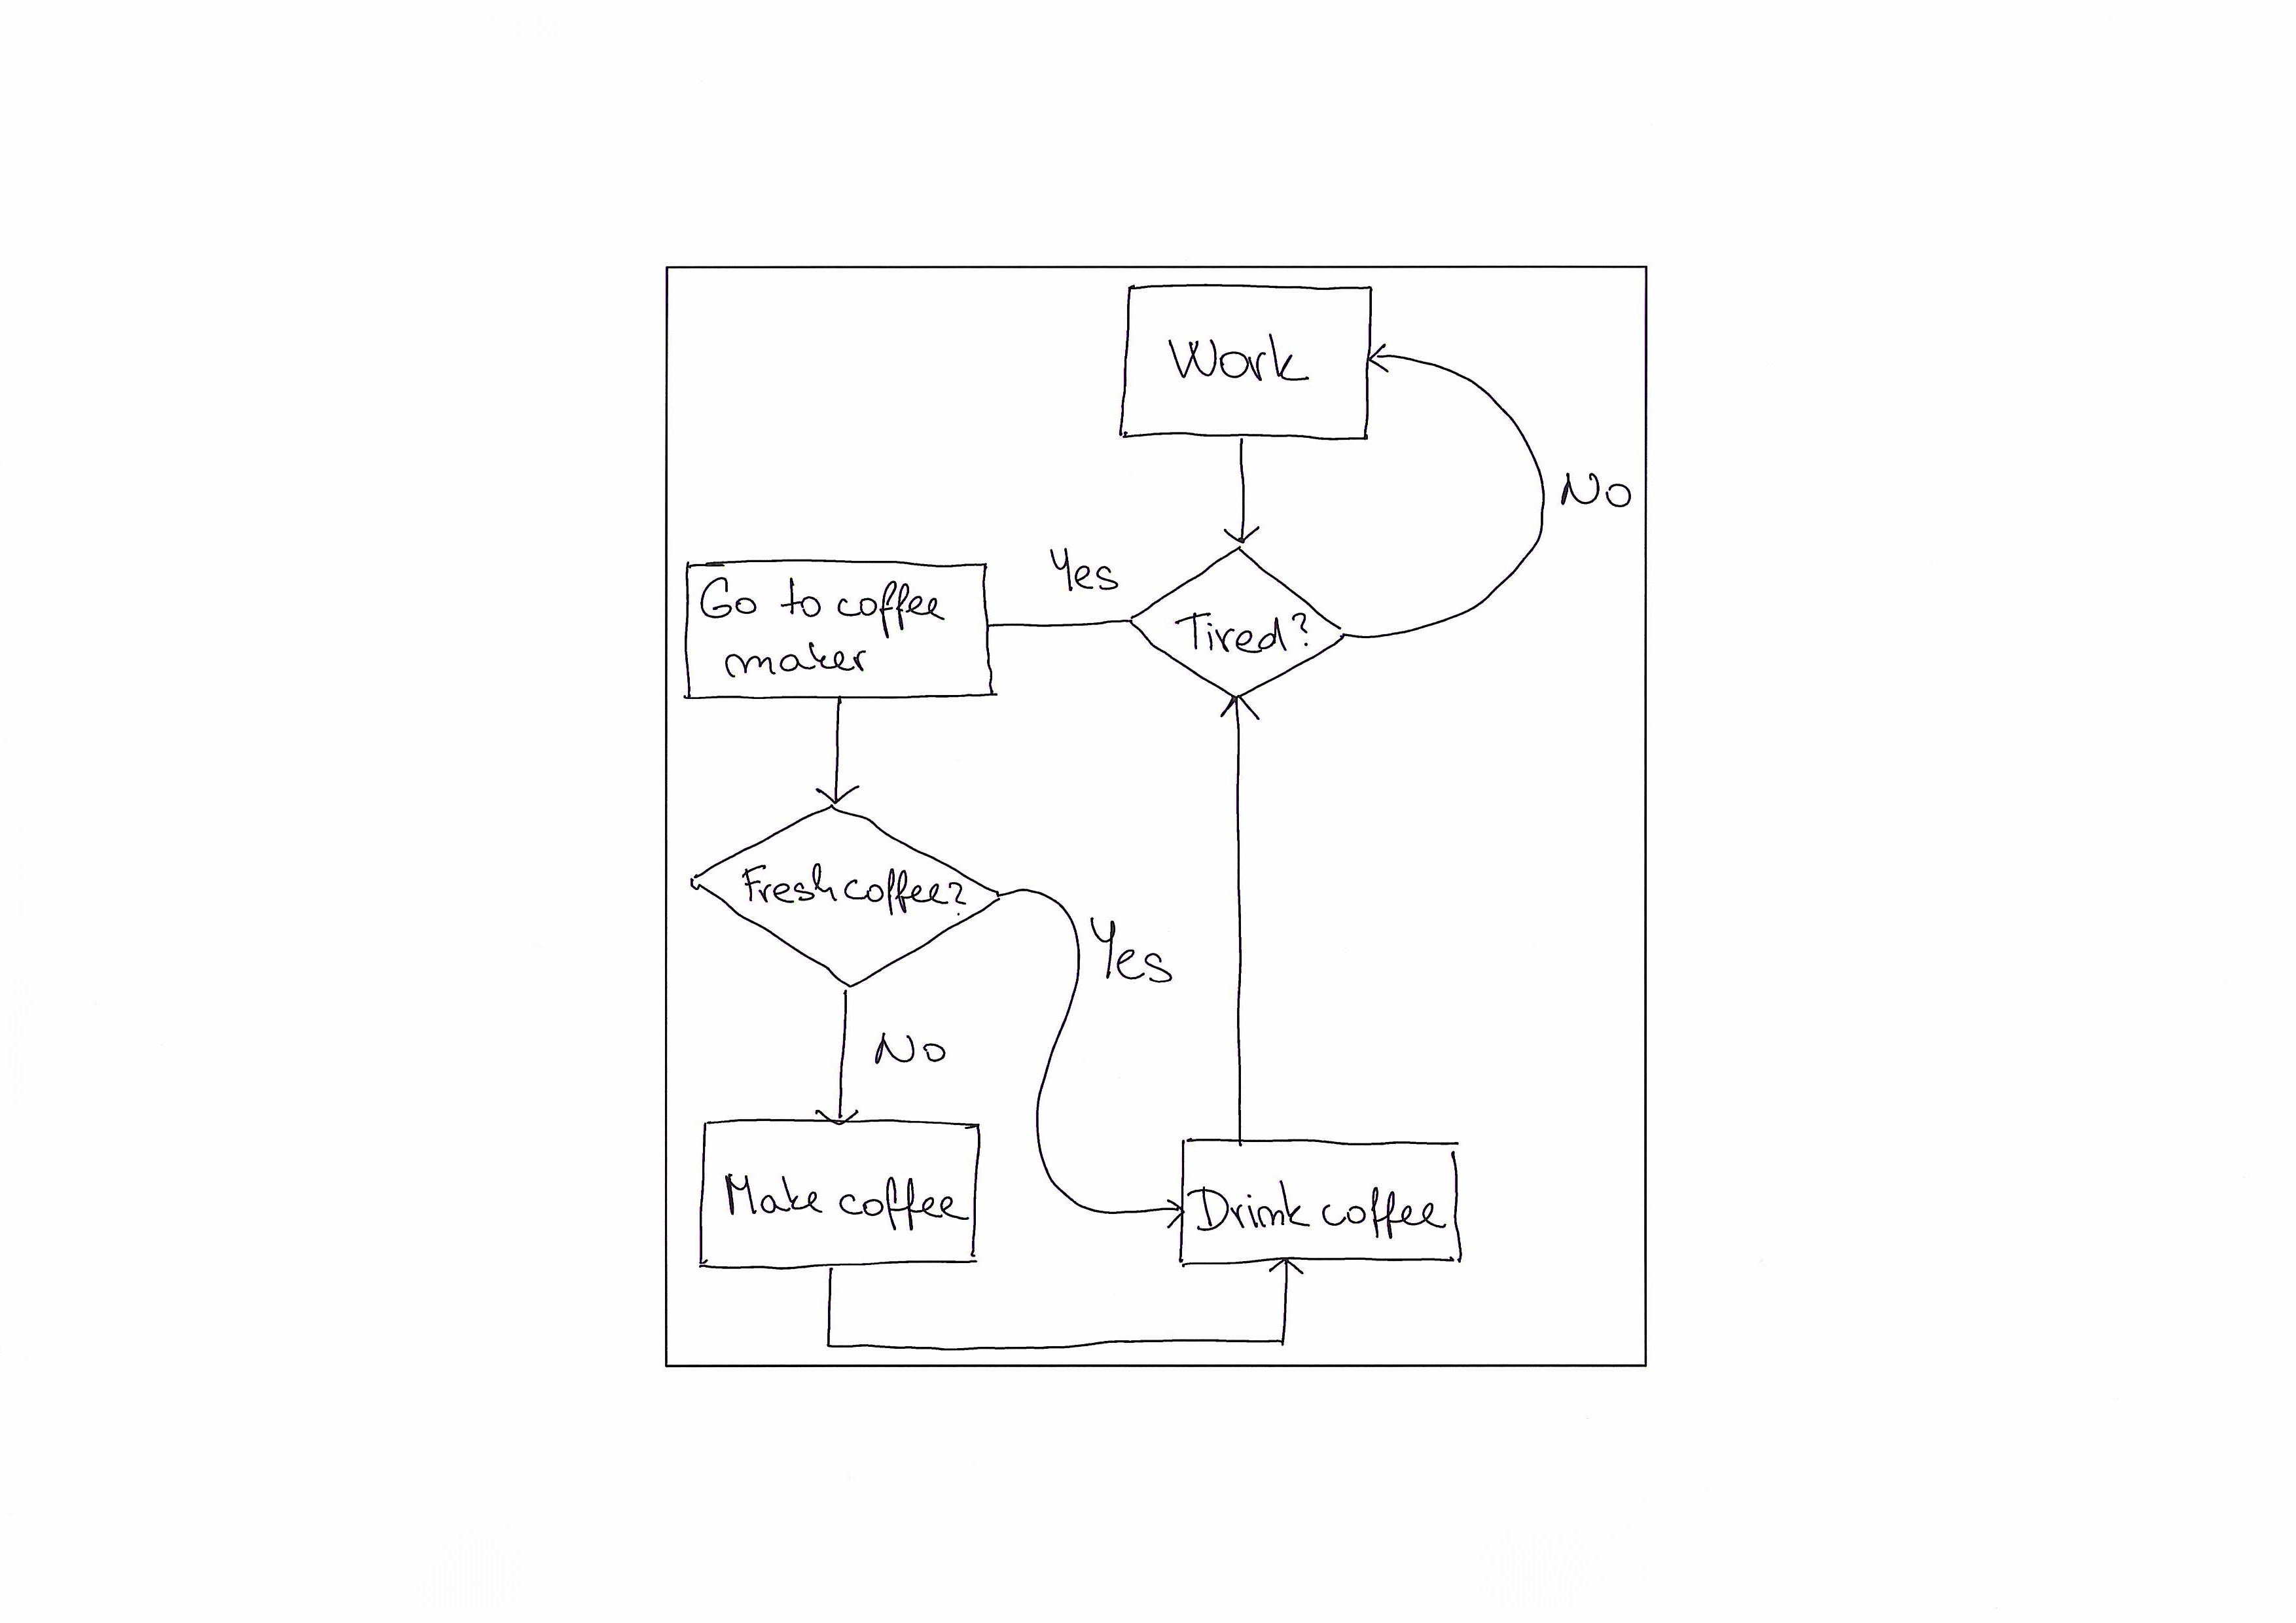 Work
No
Yes
Go to coffee
maker
Tired?
Fresh coffee?
Yes
No
Make coffee
Drink coffee